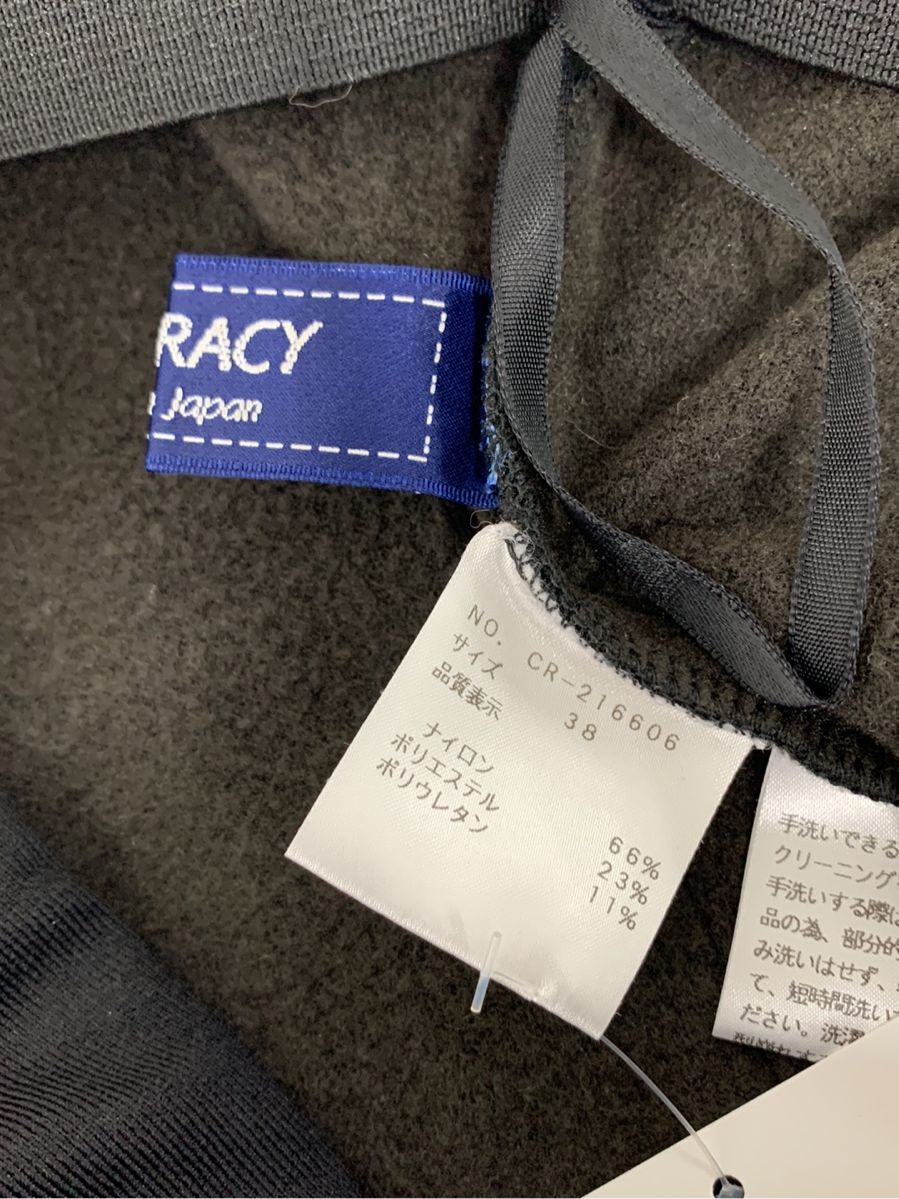 RACY
Japan
NO. CR-216606
サイズ 38
品質表示
ナイロン 66%
ポリエステル 23%
ポリウレタン 11%
手洗いできる
クリーニング
手洗いする際は
品の為、部分的
み洗いはせず、
て、短時間洗い
ださい。洗濯